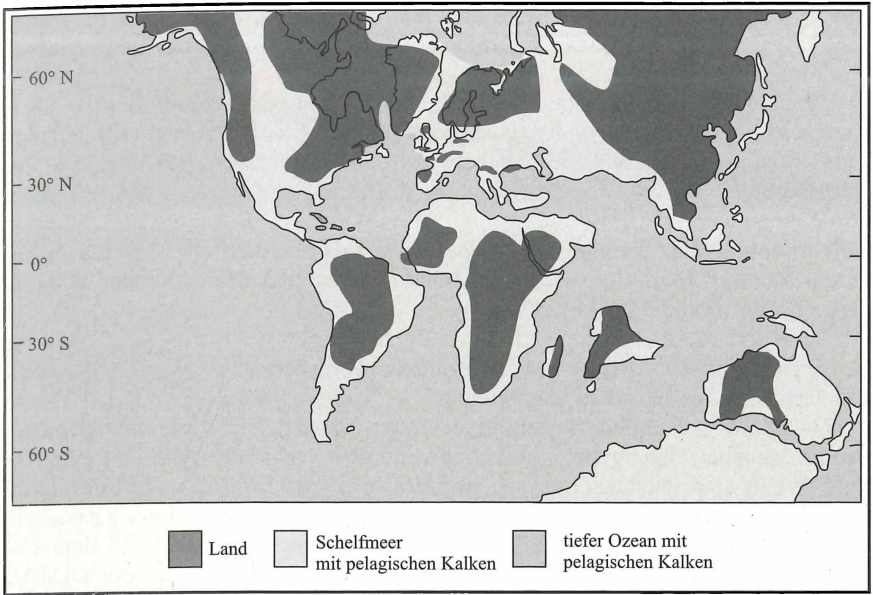 60° N
30° N
0°
30° S
60° S
Land
Schelfmeer
mit pelagischen Kalken
tiefer Ozean mit
pelagischen Kalken